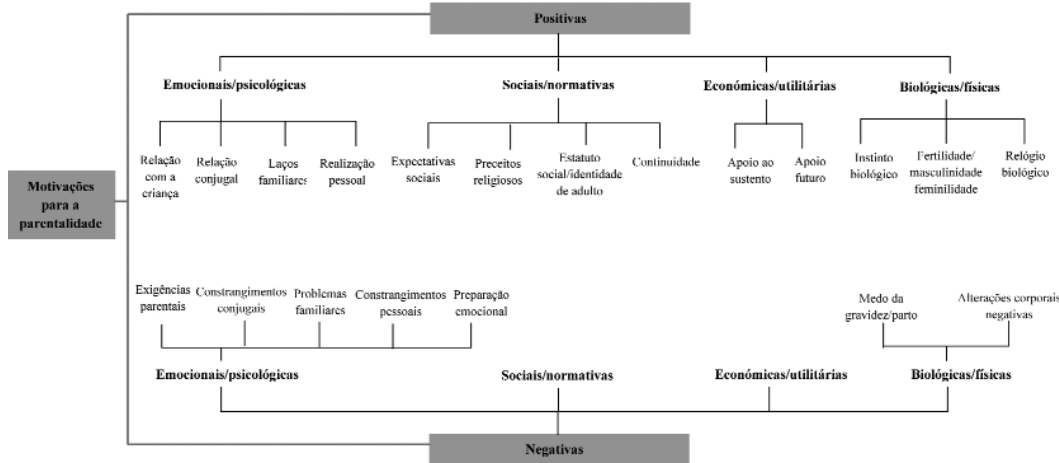 Positivas
Emocionais/psicológicas
Sociais/normativas
Económicas/utilitárias
Biológicas/físicas
Relação
com a
criança
Relação
conjugal
Laços
familiares
Realização
pessoal
Expectativas
sociais
Preceitos
religiosos
Estatuto
social/identidade
de adulto
Continuidade
Apoio ao
sustento
Apoio
futuro
Instinto
biológico
Fertilidade/
masculinidade
feminilidade
Relógio
biológico
Motivações
para a
parentalidade
Exigências
parentais
Constrangimentos
conjugais
Problemas
familiares
Constrangimentos
pessoais
Preparação
emocional
Medo da
gravidez/parto
Alterações corporais
negativas
Emocionais/psicológicas
Sociais/normativas
Económicas/utilitárias
Biológicas/físicas
Negativas